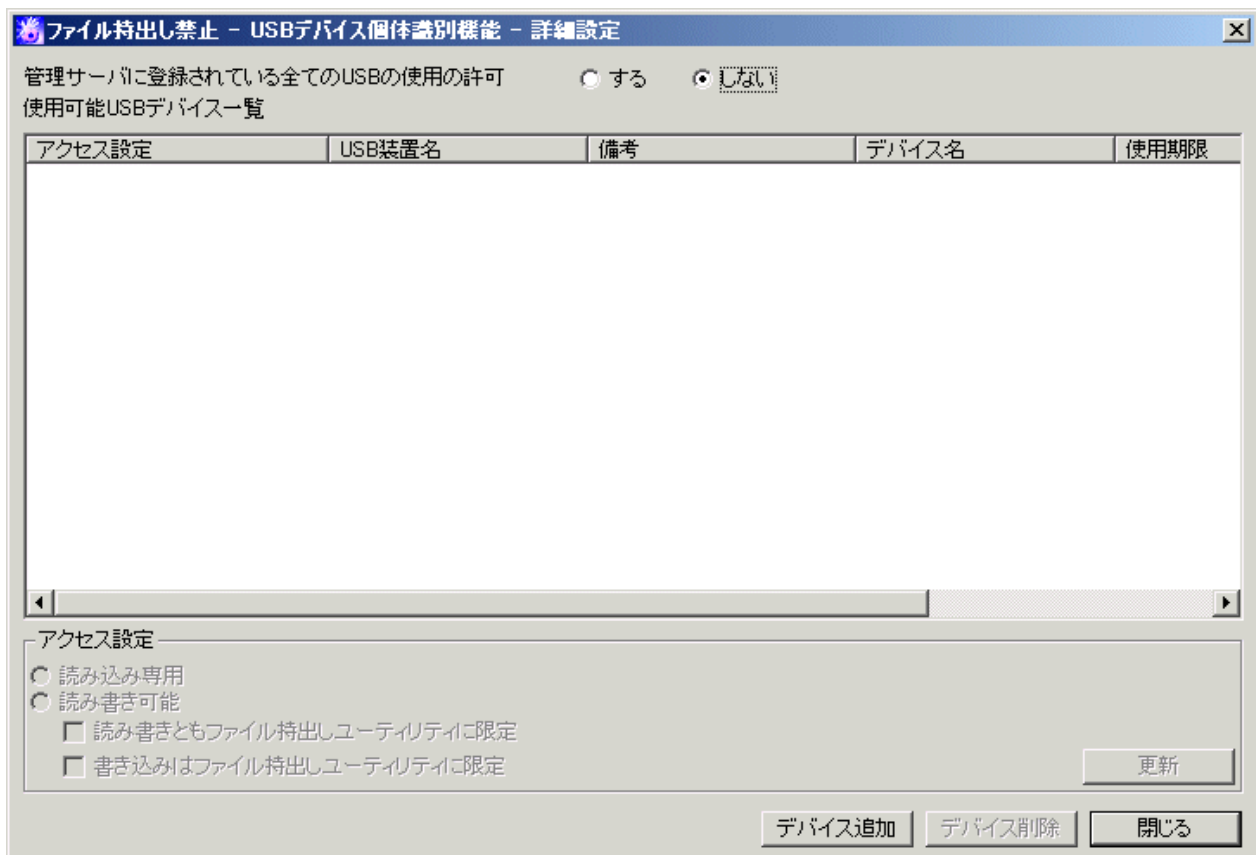 ファイル持出し禁止 - USBデバイス個体識別機能 - 詳細設定
管理サーバに登録されている全てのUSBの使用の許可 する しない
使用可能USBデバイス一覧
アクセス設定 USB装置名 備考 デバイス名 使用期限
アクセス設定
読み込み専用
読み書き可能
読み書きともファイル持出しユーティリティに限定
書き込みはファイル持出しユーティリティに限定
更新
デバイス追加 デバイス削除 閉じる